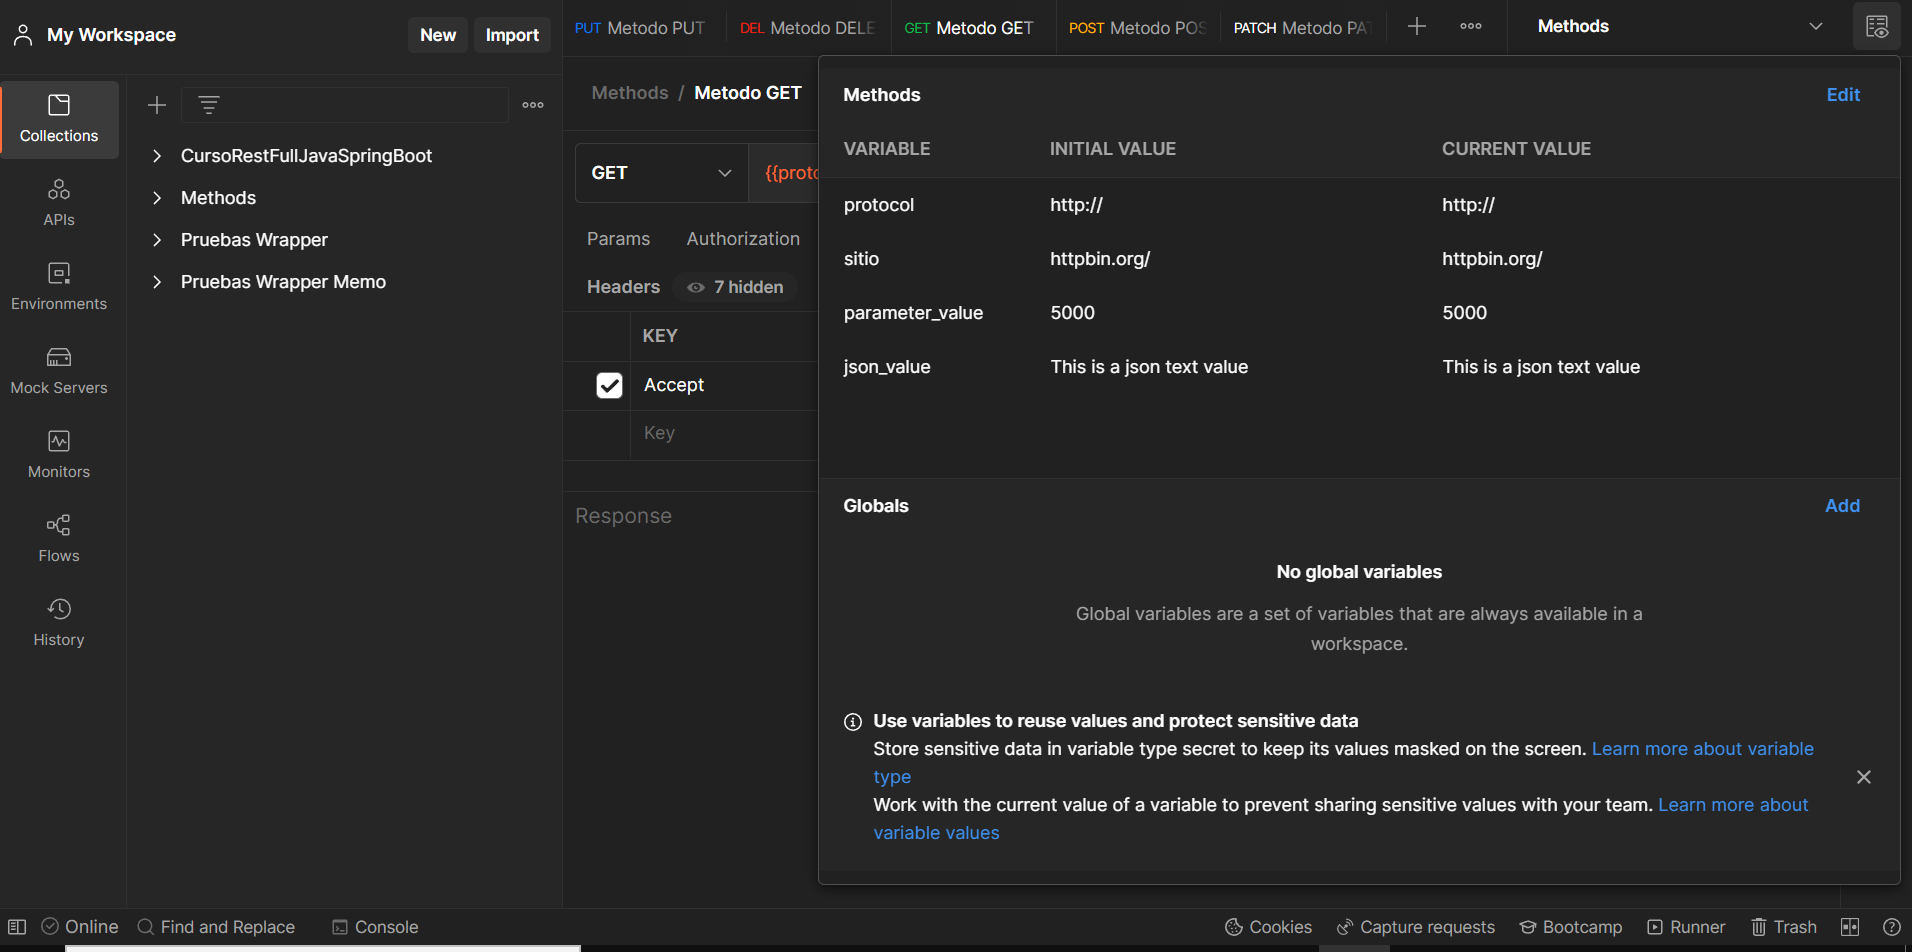 My Workspace
New
Import
PUT Metodo PUT
DEL Metodo DELE
GET Metodo GET
POST Metodo POS
PATCH Metodo PA
Methods
Collections
APIs
Environments
Mock Servers
Monitors
Flows
History
CursoRestFullJavaSpringBoot
Methods
Pruebas Wrapper
Pruebas Wrapper Memo
Methods / Metodo GET
GET
{{proto
Params
Authorization
Headers
7 hidden
KEY
Accept
Key
Response
Methods
Edit
VARIABLE INITIAL VALUE CURRENT VALUE
protocol http:// http://
sitio httpbin.org/ httpbin.org/
parameter_value 5000 5000
json_value This is a json text value This is a json text value
Globals
Add
No global variables
Global variables are a set of variables that are always available in a
workspace.
Use variables to reuse values and protect sensitive data
Store sensitive data in variable type secret to keep its values masked on the screen. Learn more about variable
type
Work with the current value of a variable to prevent sharing sensitive values with your team. Learn more about
variable values
Online
Find and Replace
Console
Cookies
Capture requests
Bootcamp
Runner
Trash